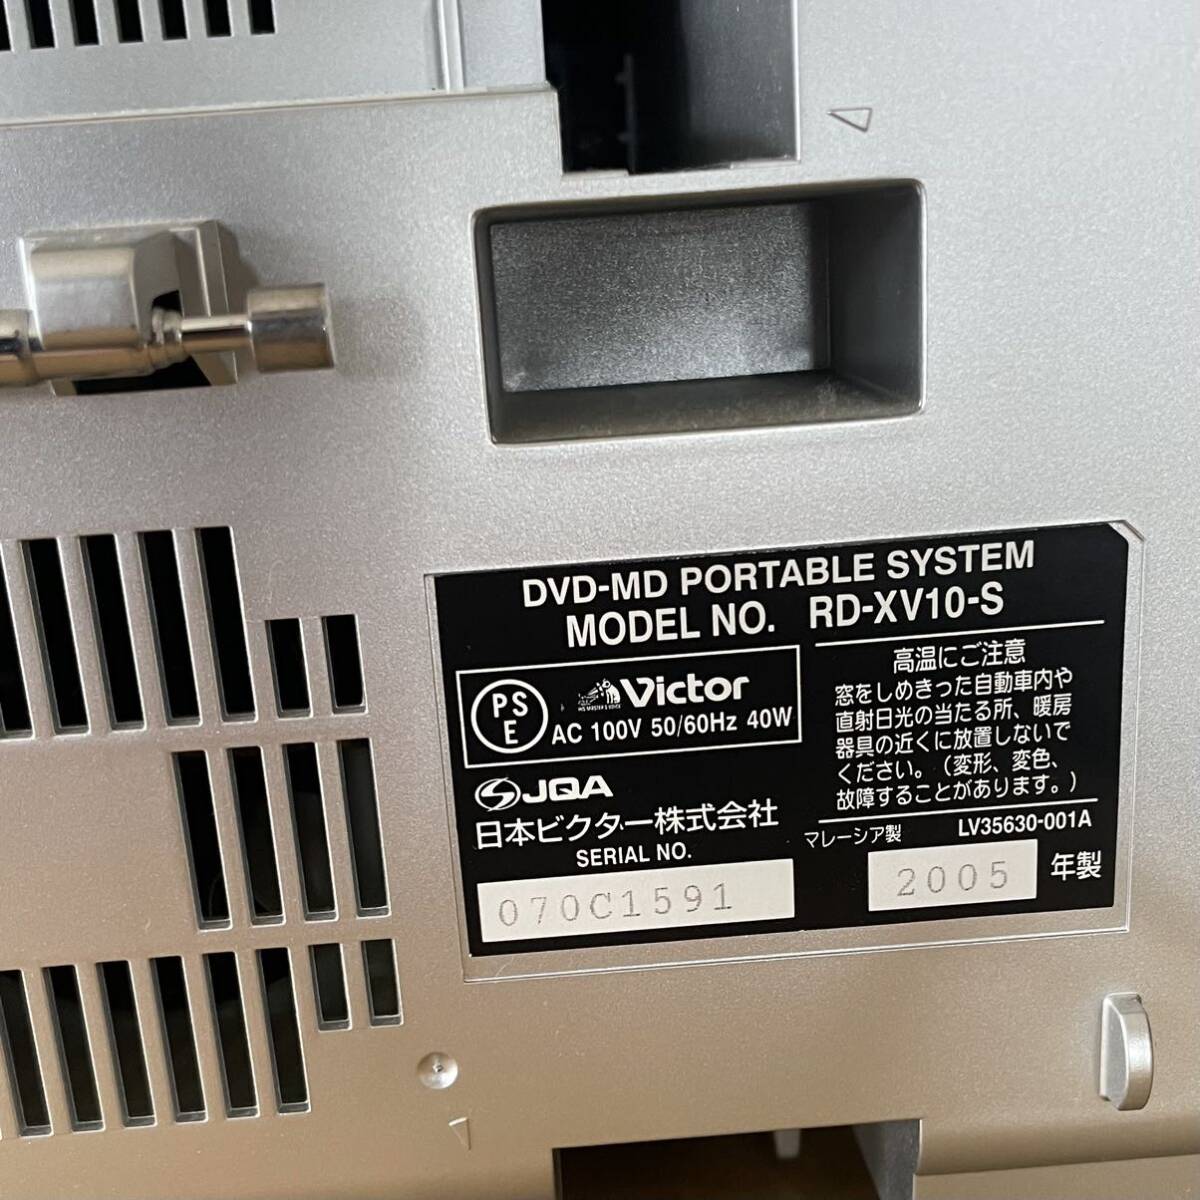 DVD-MD PORTABLE SYSTEM
MODEL NO. RD-XV10-S
PS
E
HIS MASTER'S VOICE
Victor
AC 100V 50/60Hz 40W
JQA
日本ビクター株式会社
SERIAL NO.
070C1591
高温にご注意
窓をしめきった自動車内や
直射日光の当たる所、暖房
器具の近くに放置しないで
ください。（変形、変色、
故障することがあります。）
マレーシア製 LV35630-001A
2005 年製